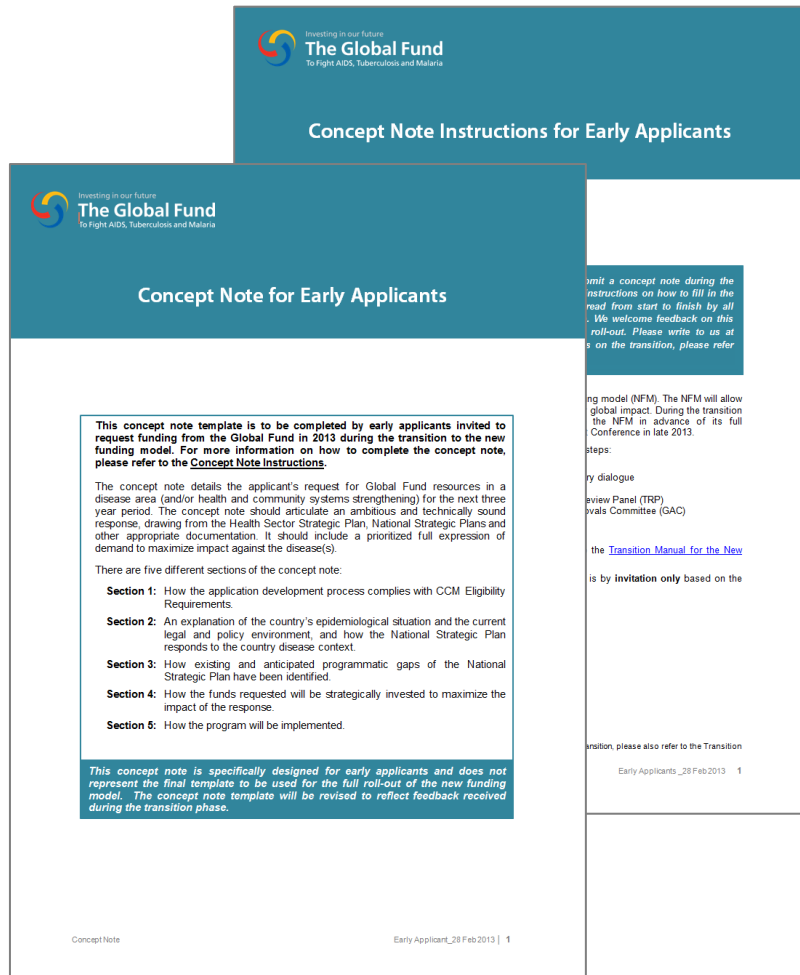 Investing in our future
The Global Fund
To Fight AIDS, Tuberculosis and Malaria
Concept Note Instructions for Early Applicants
Investing in our future
The Global Fund
To Fight AIDS, Tuberculosis and Malaria
Concept Note for Early Applicants
This concept note template is to be completed by early applicants invited to
request funding from the Global Fund in 2013 during the transition to the new
funding model. For more information on how to complete the concept note,
please refer to the Concept Note Instructions.
The concept note details the applicant's request for Global Fund resources in a
disease area (and/or health and community systems strengthening) for the next three
year period. The concept note should articulate an ambitious and technically sound
response, drawing from the Health Sector Strategic Plan, National Strategic Plans and
other appropriate documentation. It should include a prioritized full expression of
demand to maximize impact against the disease(s).
There are five different sections of the concept note:
Section 1: How the application development process complies with CCM Eligibility
Requirements.
Section 2: An explanation of the country's epidemiological situation and the current
legal and policy environment, and how the National Strategic Plan
responds to the country disease context.
Section 3: How existing and anticipated programmatic gaps of the National
Strategic Plan have been identified.
Section 4: How the funds requested will be strategically invested to maximize the
impact of the response.
Section 5: How the program will be implemented.
This concept note is specifically designed for early applicants and does not
represent the final template to be used for the full roll-out of the new funding
model. The concept note template will be revised to reflect feedback received
during the transition phase.
Concept Note
Early Applicant_28 Feb 2013 | 1
a concept note during the
instructions on how to fill in the
read from start to finish by all
. We welcome feedback on this
roll-out. Please write to us at
on the transition, please refer
model (NFM). The NFM will allow
global impact. During the transition
the NFM in advance of its full
Conference in late 2013.
steps:
dialogue
Panel (TRP)
Committee (GAC)
the Transition Manual for the New
is by invitation only based on the
, please also refer to the Transition
Early Applicants _28 Feb 2013 1